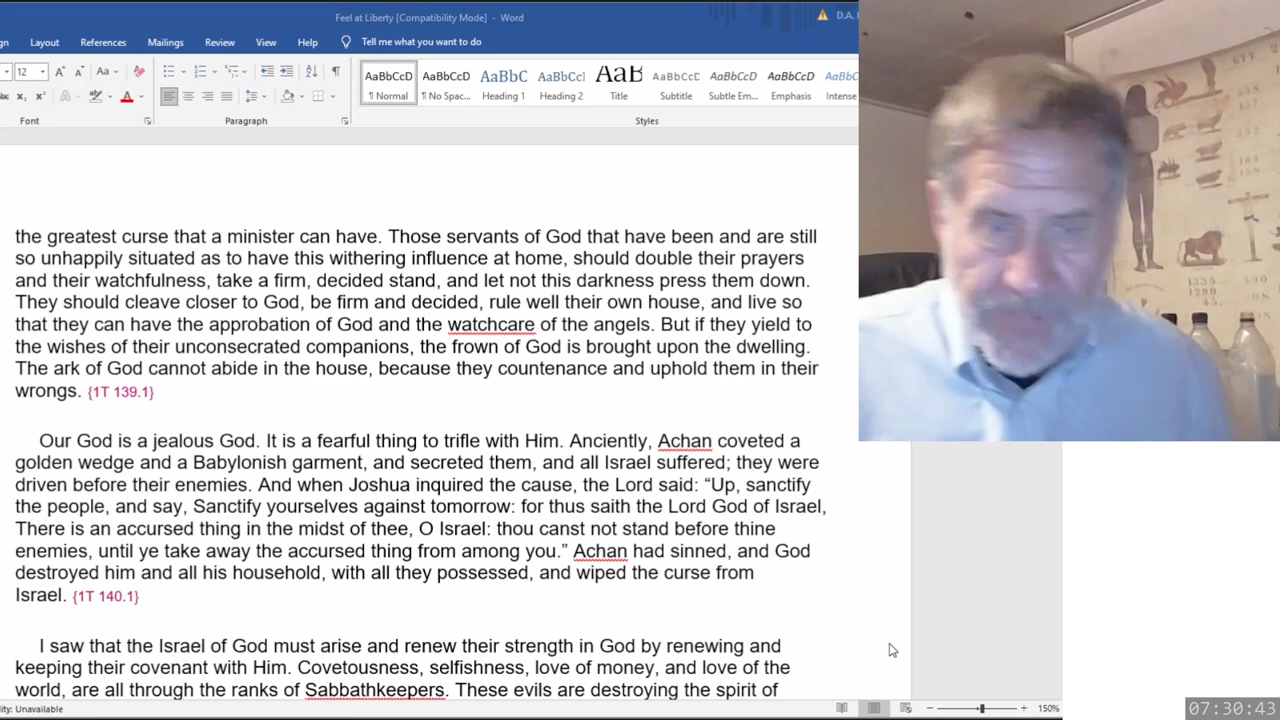 Feel at Liberty [Compatibility Mode] - Word
D.A.
gn Layout References Mailings Review View Help Tell me what you want to do
12 Aa
AaBbCcD AaBbCcD AaBbC AaBbCcl AaB AaBbCcD AaBbCcD AaBbCcD AaBbCc
¶ Normal ¶ No Spac... Heading 1 Heading 2 Title Subtitle Subtle Em... Emphasis Intense
Font Paragraph Styles
the greatest curse that a minister can have. Those servants of God that have been and are still
so unhappily situated as to have this withering influence at home, should double their prayers
and their watchfulness, take a firm, decided stand, and let not this darkness press them down.
They should cleave closer to God, be firm and decided, rule well their own house, and live so
that they can have the approbation of God and the watchcare of the angels. But if they yield to
the wishes of their unconsecrated companions, the frown of God is brought upon the dwelling.
The ark of God cannot abide in the house, because they countenance and uphold them in their
wrongs. {1T 139.1}
Our God is a jealous God. It is a fearful thing to trifle with Him. Anciently, Achan coveted a
golden wedge and a Babylonish garment, and secreted them, and all Israel suffered; they were
driven before their enemies. And when Joshua inquired the cause, the Lord said: “Up, sanctify
the people, and say, Sanctify yourselves against tomorrow: for thus saith the Lord God of Israel,
There is an accursed thing in the midst of thee, O Israel: thou canst not stand before thine
enemies, until ye take away the accursed thing from among you.” Achan had sinned, and God
destroyed him and all his household, with all they possessed, and wiped the curse from
Israel. {1T 140.1}
I saw that the Israel of God must arise and renew their strength in God by renewing and
keeping their covenant with Him. Covetousness, selfishness, love of money, and love of the
world, are all through the ranks of Sabbathkeepers. These evils are destroying the spirit of
lity: Unavailable
150%
07:30:43